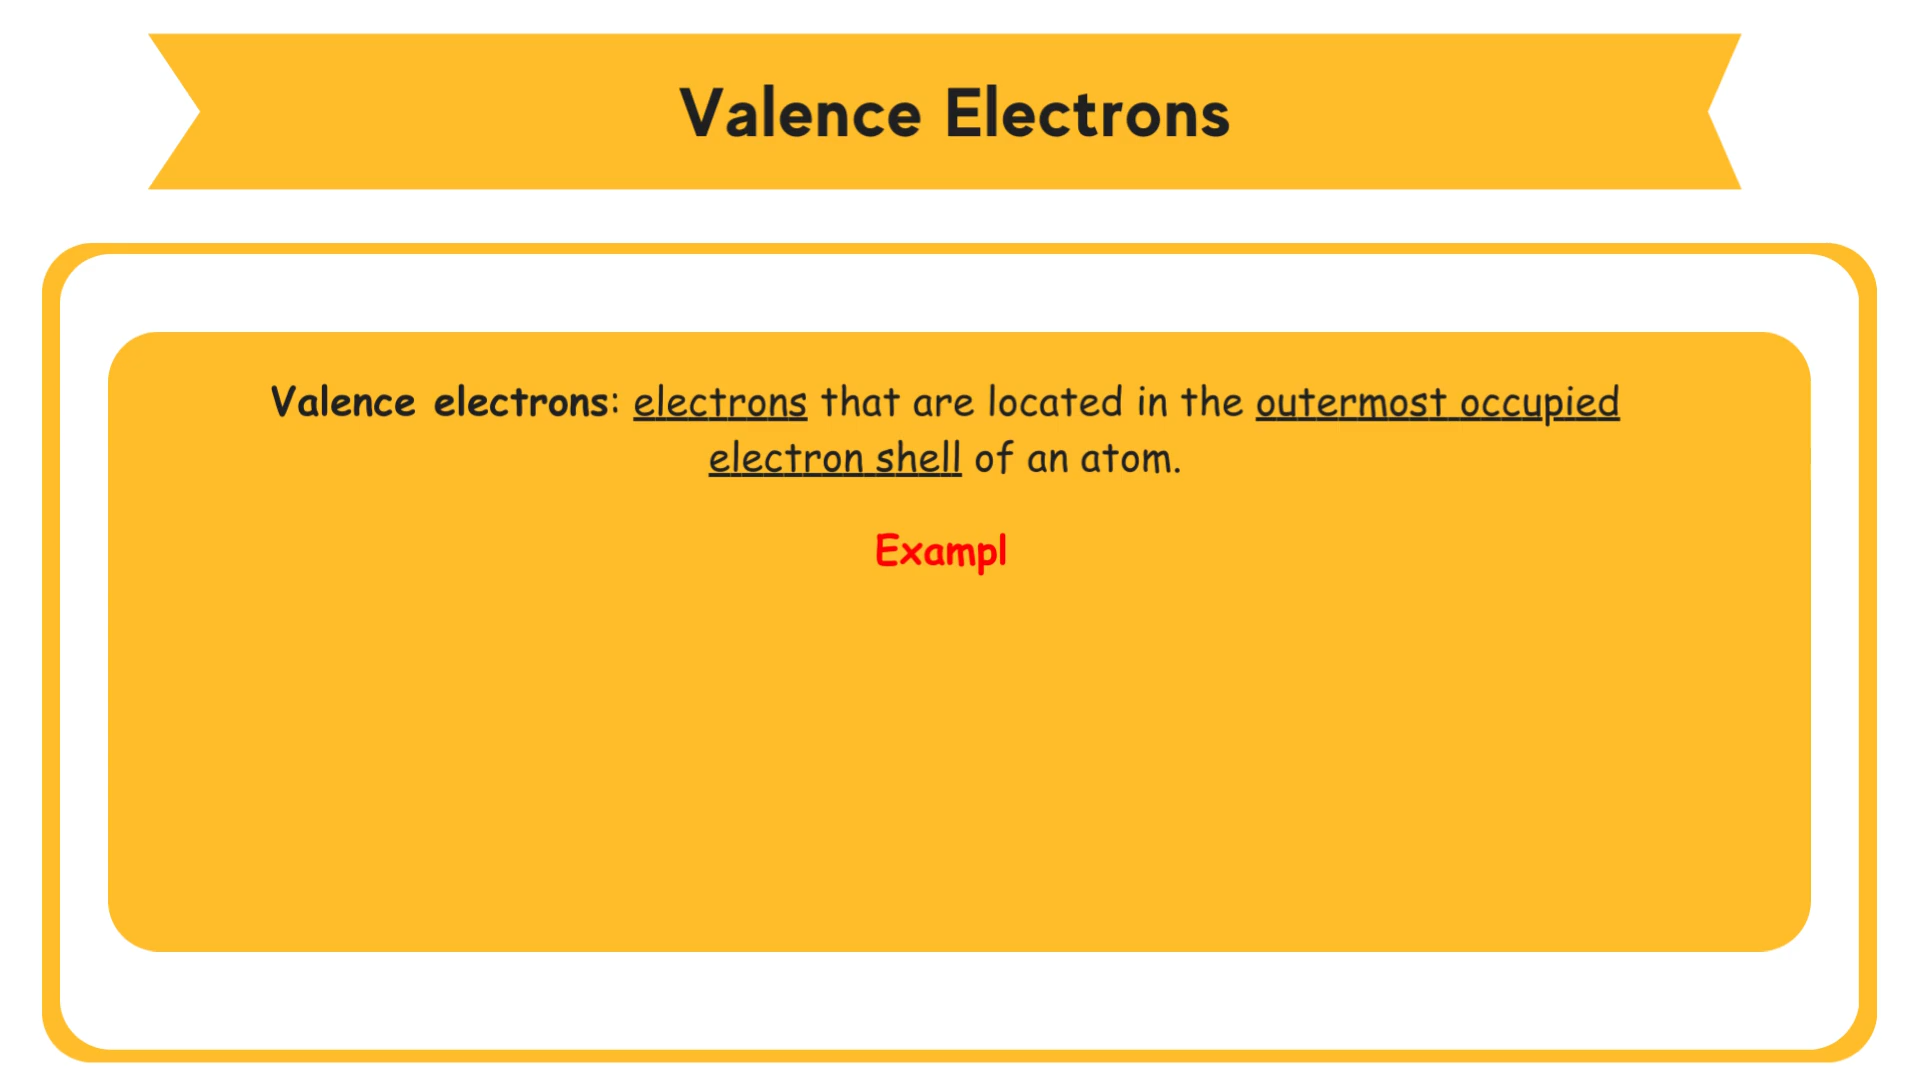 Valence Electrons
Valence electrons: electrons that are located in the outermost occupied
electron shell of an atom.
Exampl